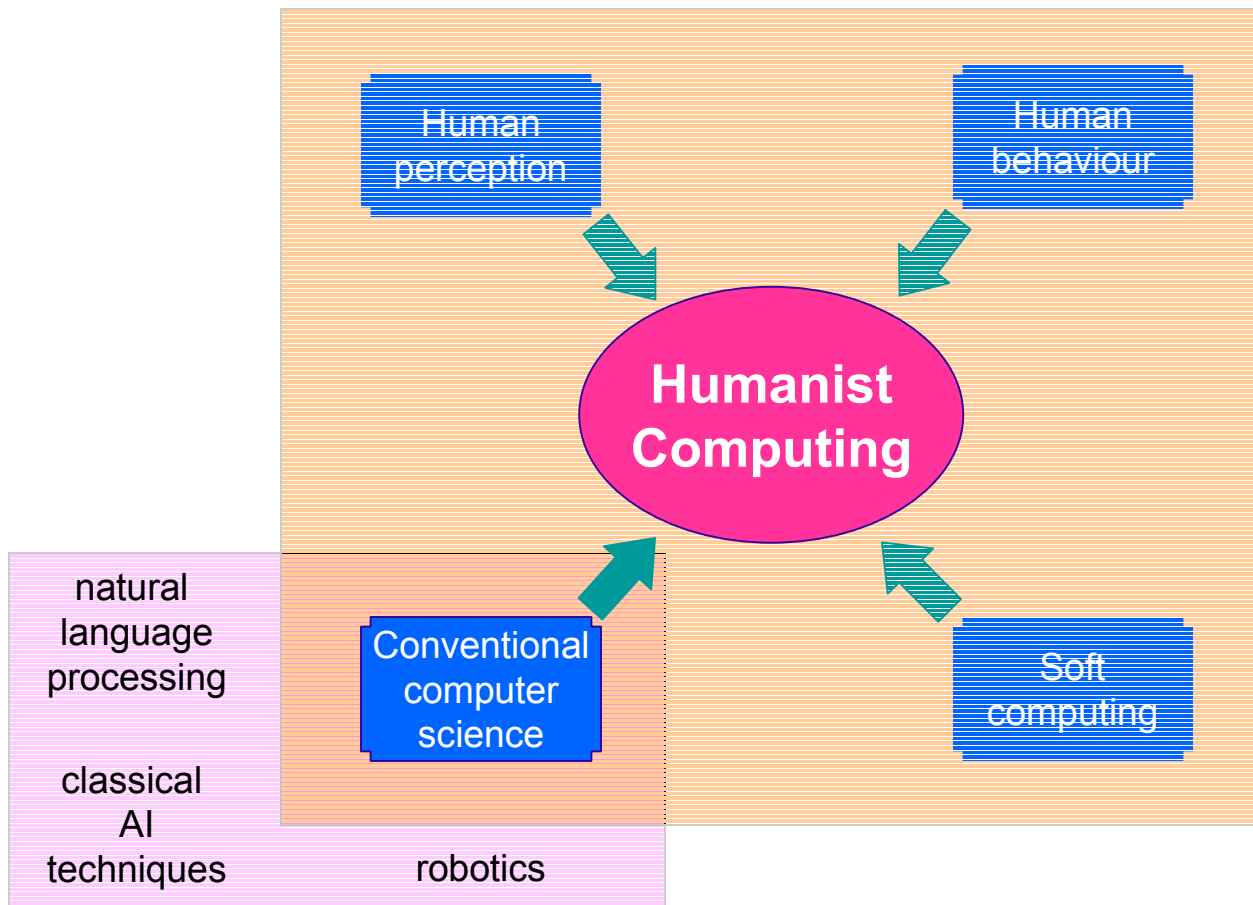 Human
perception
Human
behaviour
Humanist
Computing
natural
language
processing
Conventional
computer
science
Soft
computing
classical
AI
techniques
robotics